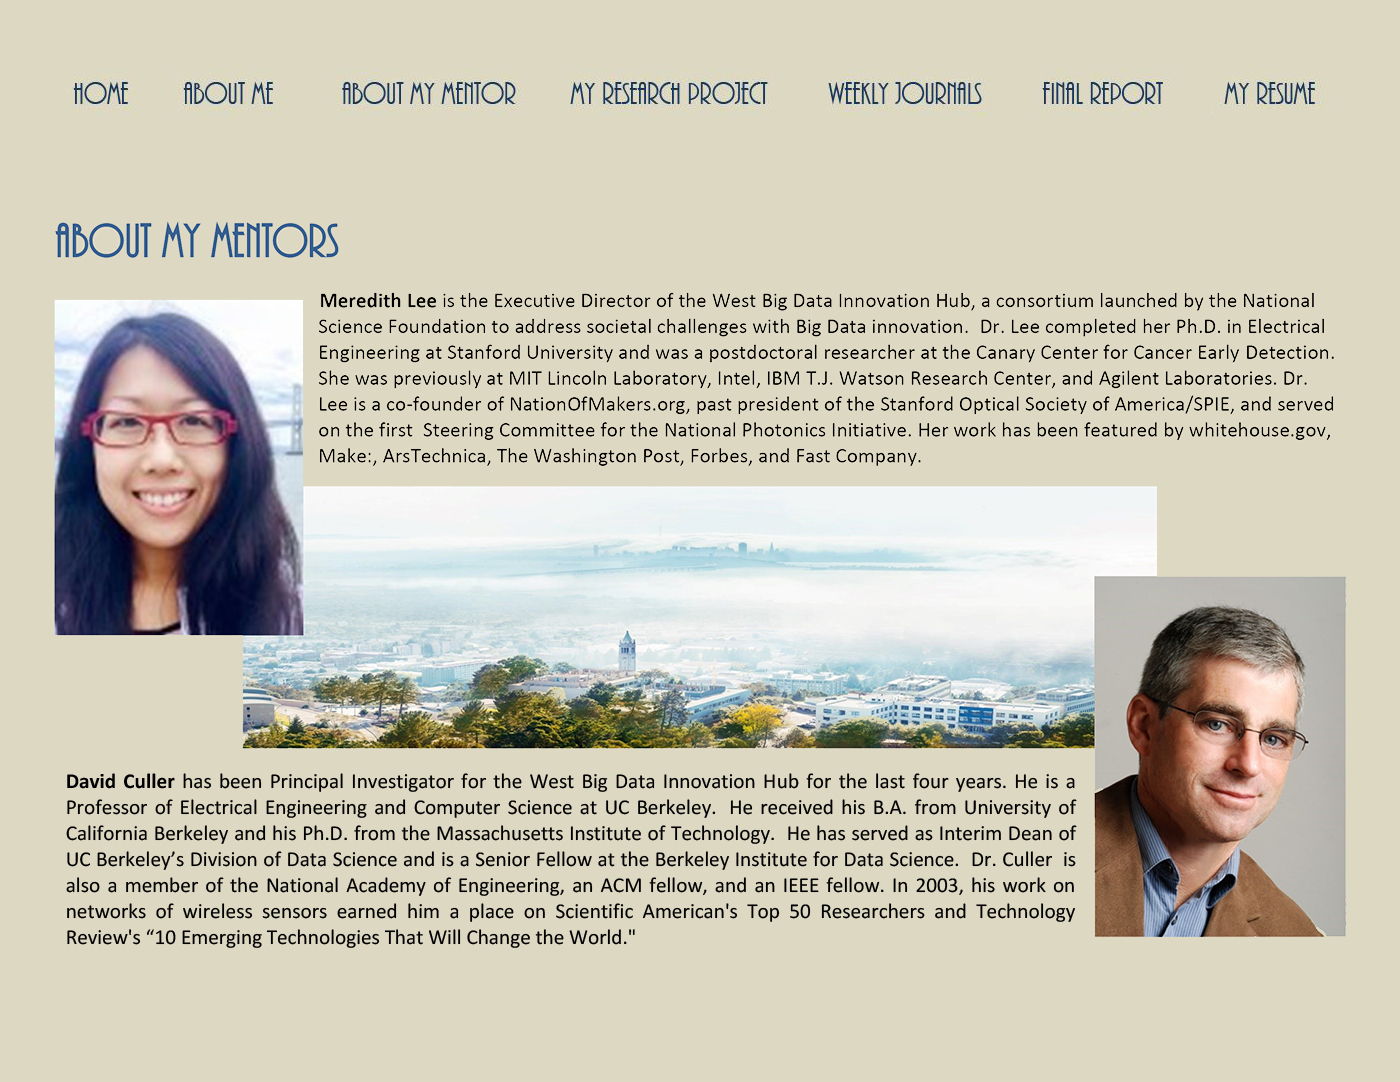 HOME ABOUT ME ABOUT MY MENTOR MY RESEARCH PROJECT WEEKLY JOURNALS FINAL REPORT MY RESUME
ABOUT MY MENTORS
Meredith Lee is the Executive Director of the West Big Data Innovation Hub, a consortium launched by the National
Science Foundation to address societal challenges with Big Data innovation.  Dr. Lee completed her Ph.D. in Electrical
Engineering at Stanford University and was a postdoctoral researcher at the Canary Center for Cancer Early Detection.
She was previously at MIT Lincoln Laboratory, Intel, IBM T.J. Watson Research Center, and Agilent Laboratories. Dr.
Lee is a co-founder of NationOfMakers.org, past president of the Stanford Optical Society of America/SPIE, and served
on the first  Steering Committee for the National Photonics Initiative. Her work has been featured by whitehouse.gov,
Make:, ArsTechnica, The Washington Post, Forbes, and Fast Company.
David Culler has been Principal Investigator for the West Big Data Innovation Hub for the last four years. He is a
Professor of Electrical Engineering and Computer Science at UC Berkeley.  He received his B.A. from University of
California Berkeley and his Ph.D. from the Massachusetts Institute of Technology.  He has served as Interim Dean of
UC Berkeley’s Division of Data Science and is a Senior Fellow at the Berkeley Institute for Data Science.  Dr. Culler  is
also a member of the National Academy of Engineering, an ACM fellow, and an IEEE fellow. In 2003, his work on
networks of wireless sensors earned him a place on Scientific American's Top 50 Researchers and Technology
Review's “10 Emerging Technologies That Will Change the World."